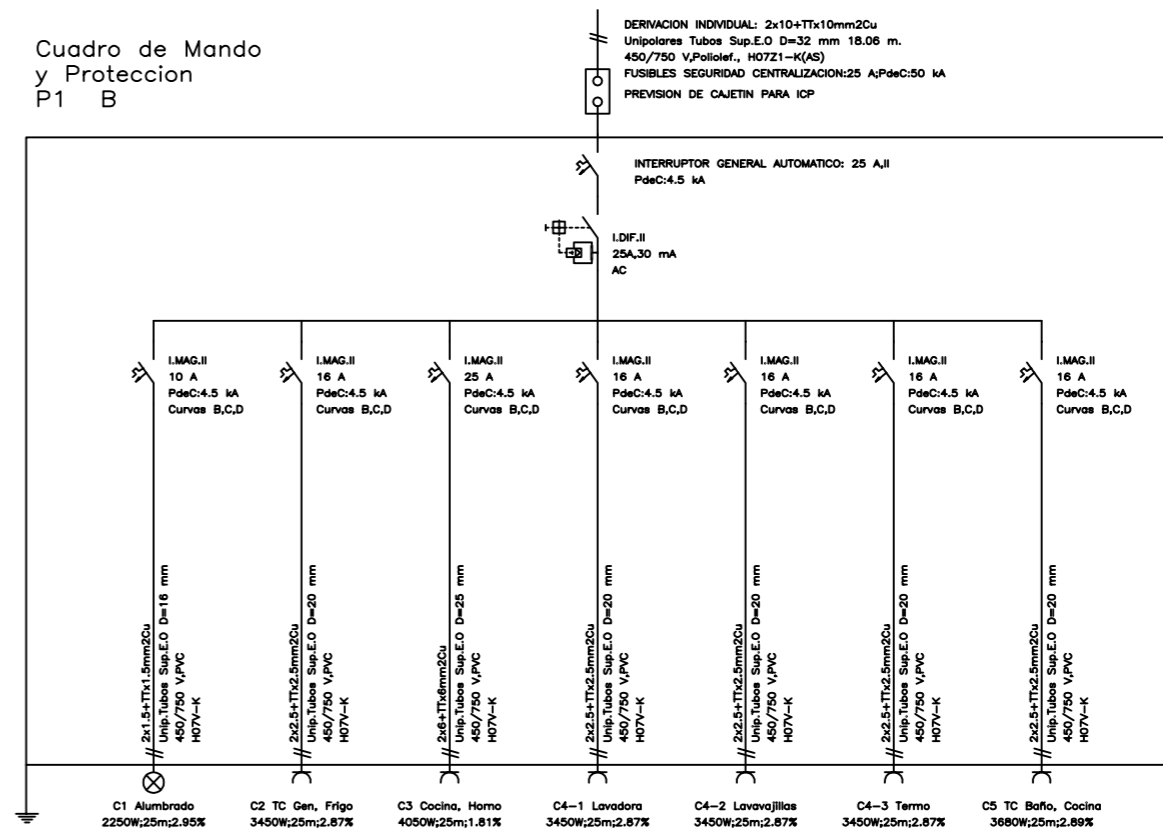 Cuadro de Mando
y Proteccion
P1 B
DERIVACION INDIVIDUAL: 2x10+TTx10mm2Cu
Unipolares Tubos Sup.E.O D=32 mm 18.06 m.
450/750 V,Poliolef., H07Z1-K(AS)
FUSIBLES SEGURIDAD CENTRALIZACION:25 A;PdeC:50 kA
PREVISION DE CAJETIN PARA ICP
INTERRUPTOR GENERAL AUTOMATICO: 25 A,II
PdeC:4.5 kA
I.DIF.II
25A,30 mA
AC
I.MAG.II
10 A
PdeC:4.5 kA
Curvas B,C,D
I.MAG.II
16 A
PdeC:4.5 kA
Curvas B,C,D
I.MAG.II
25 A
PdeC:4.5 kA
Curvas B,C,D
I.MAG.II
16 A
PdeC:4.5 kA
Curvas B,C,D
I.MAG.II
16 A
PdeC:4.5 kA
Curvas B,C,D
I.MAG.II
16 A
PdeC:4.5 kA
Curvas B,C,D
I.MAG.II
16 A
PdeC:4.5 kA
Curvas B,C,D
2x1.5+TTx1.5mm2Cu
Unip.Tubos Sup.E.O D=16 mm
450/750 V,PVC
H07V-K
2x2.5+TTx2.5mm2Cu
Unip.Tubos Sup.E.O D=20 mm
450/750 V,PVC
H07V-K
2x6+TTx6mm2Cu
Unip.Tubos Sup.E.O D=25 mm
450/750 V,PVC
H07V-K
2x2.5+TTx2.5mm2Cu
Unip.Tubos Sup.E.O D=20 mm
450/750 V,PVC
H07V-K
2x2.5+TTx2.5mm2Cu
Unip.Tubos Sup.E.O D=20 mm
450/750 V,PVC
H07V-K
2x2.5+TTx2.5mm2Cu
Unip.Tubos Sup.E.O D=20 mm
450/750 V,PVC
H07V-K
2x2.5+TTx2.5mm2Cu
Unip.Tubos Sup.E.O D=20 mm
450/750 V,PVC
H07V-K
C1 Alumbrado
2250W;25m;2.95%
C2 TC Gen, Frigo
3450W;25m;2.87%
C3 Cocina, Horno
4050W;25m;1.81%
C4-1 Lavadora
3450W;25m;2.87%
C4-2 Lavavajillas
3450W;25m;2.87%
C4-3 Termo
3450W;25m;2.87%
C5 TC Baño, Cocina
3680W;25m;2.89%